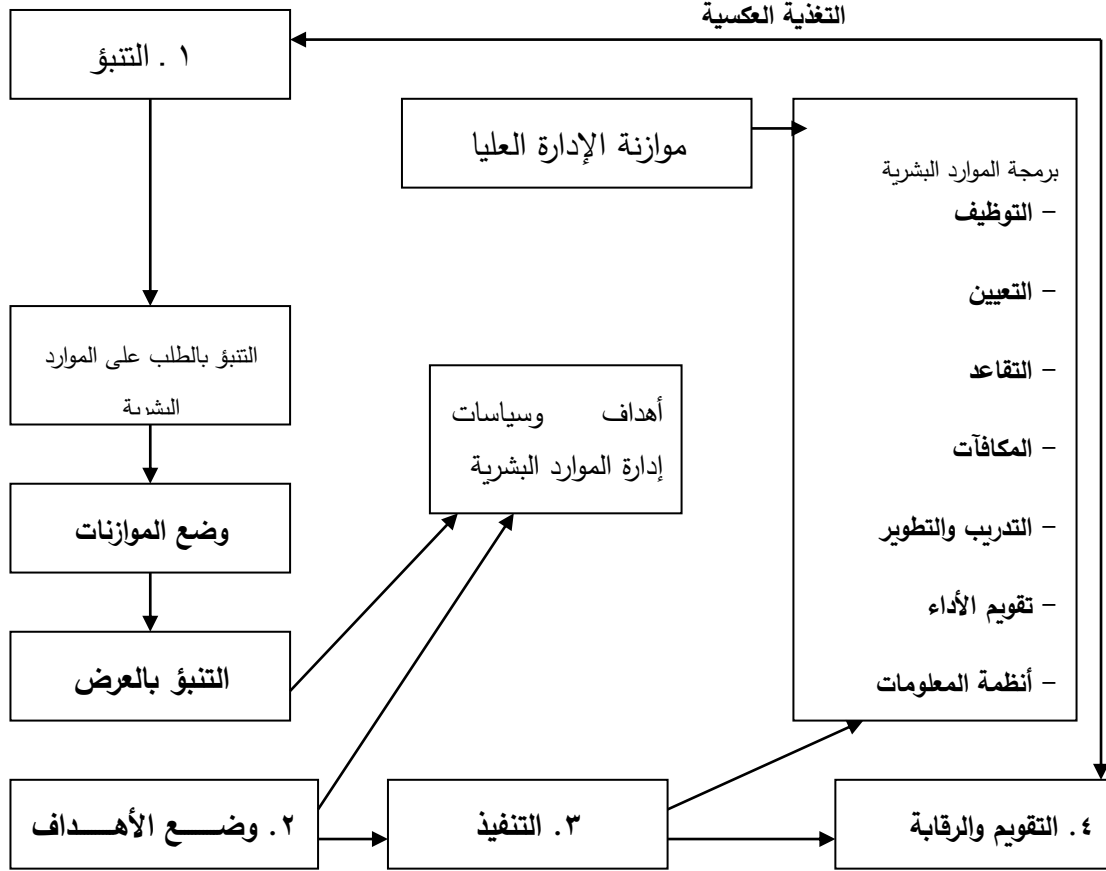 التغذية العكسية
١ . التنبؤ
موازنة الإدارة العليا
برمجة الموارد البشرية
- التوظيف
- التعيين
- التقاعد
- المكافآت
- التدريب والتطوير
- تقويم الأداء
- أنظمة المعلومات
التنبؤ بالطلب على الموارد
البشرية
أهداف وسياسات
إدارة الموارد البشرية
وضع الموازنات
التنبؤ بالعرض
٢. وضـــع الأهـــداف
٣. التنفيذ
٤. التقويم والرقابة